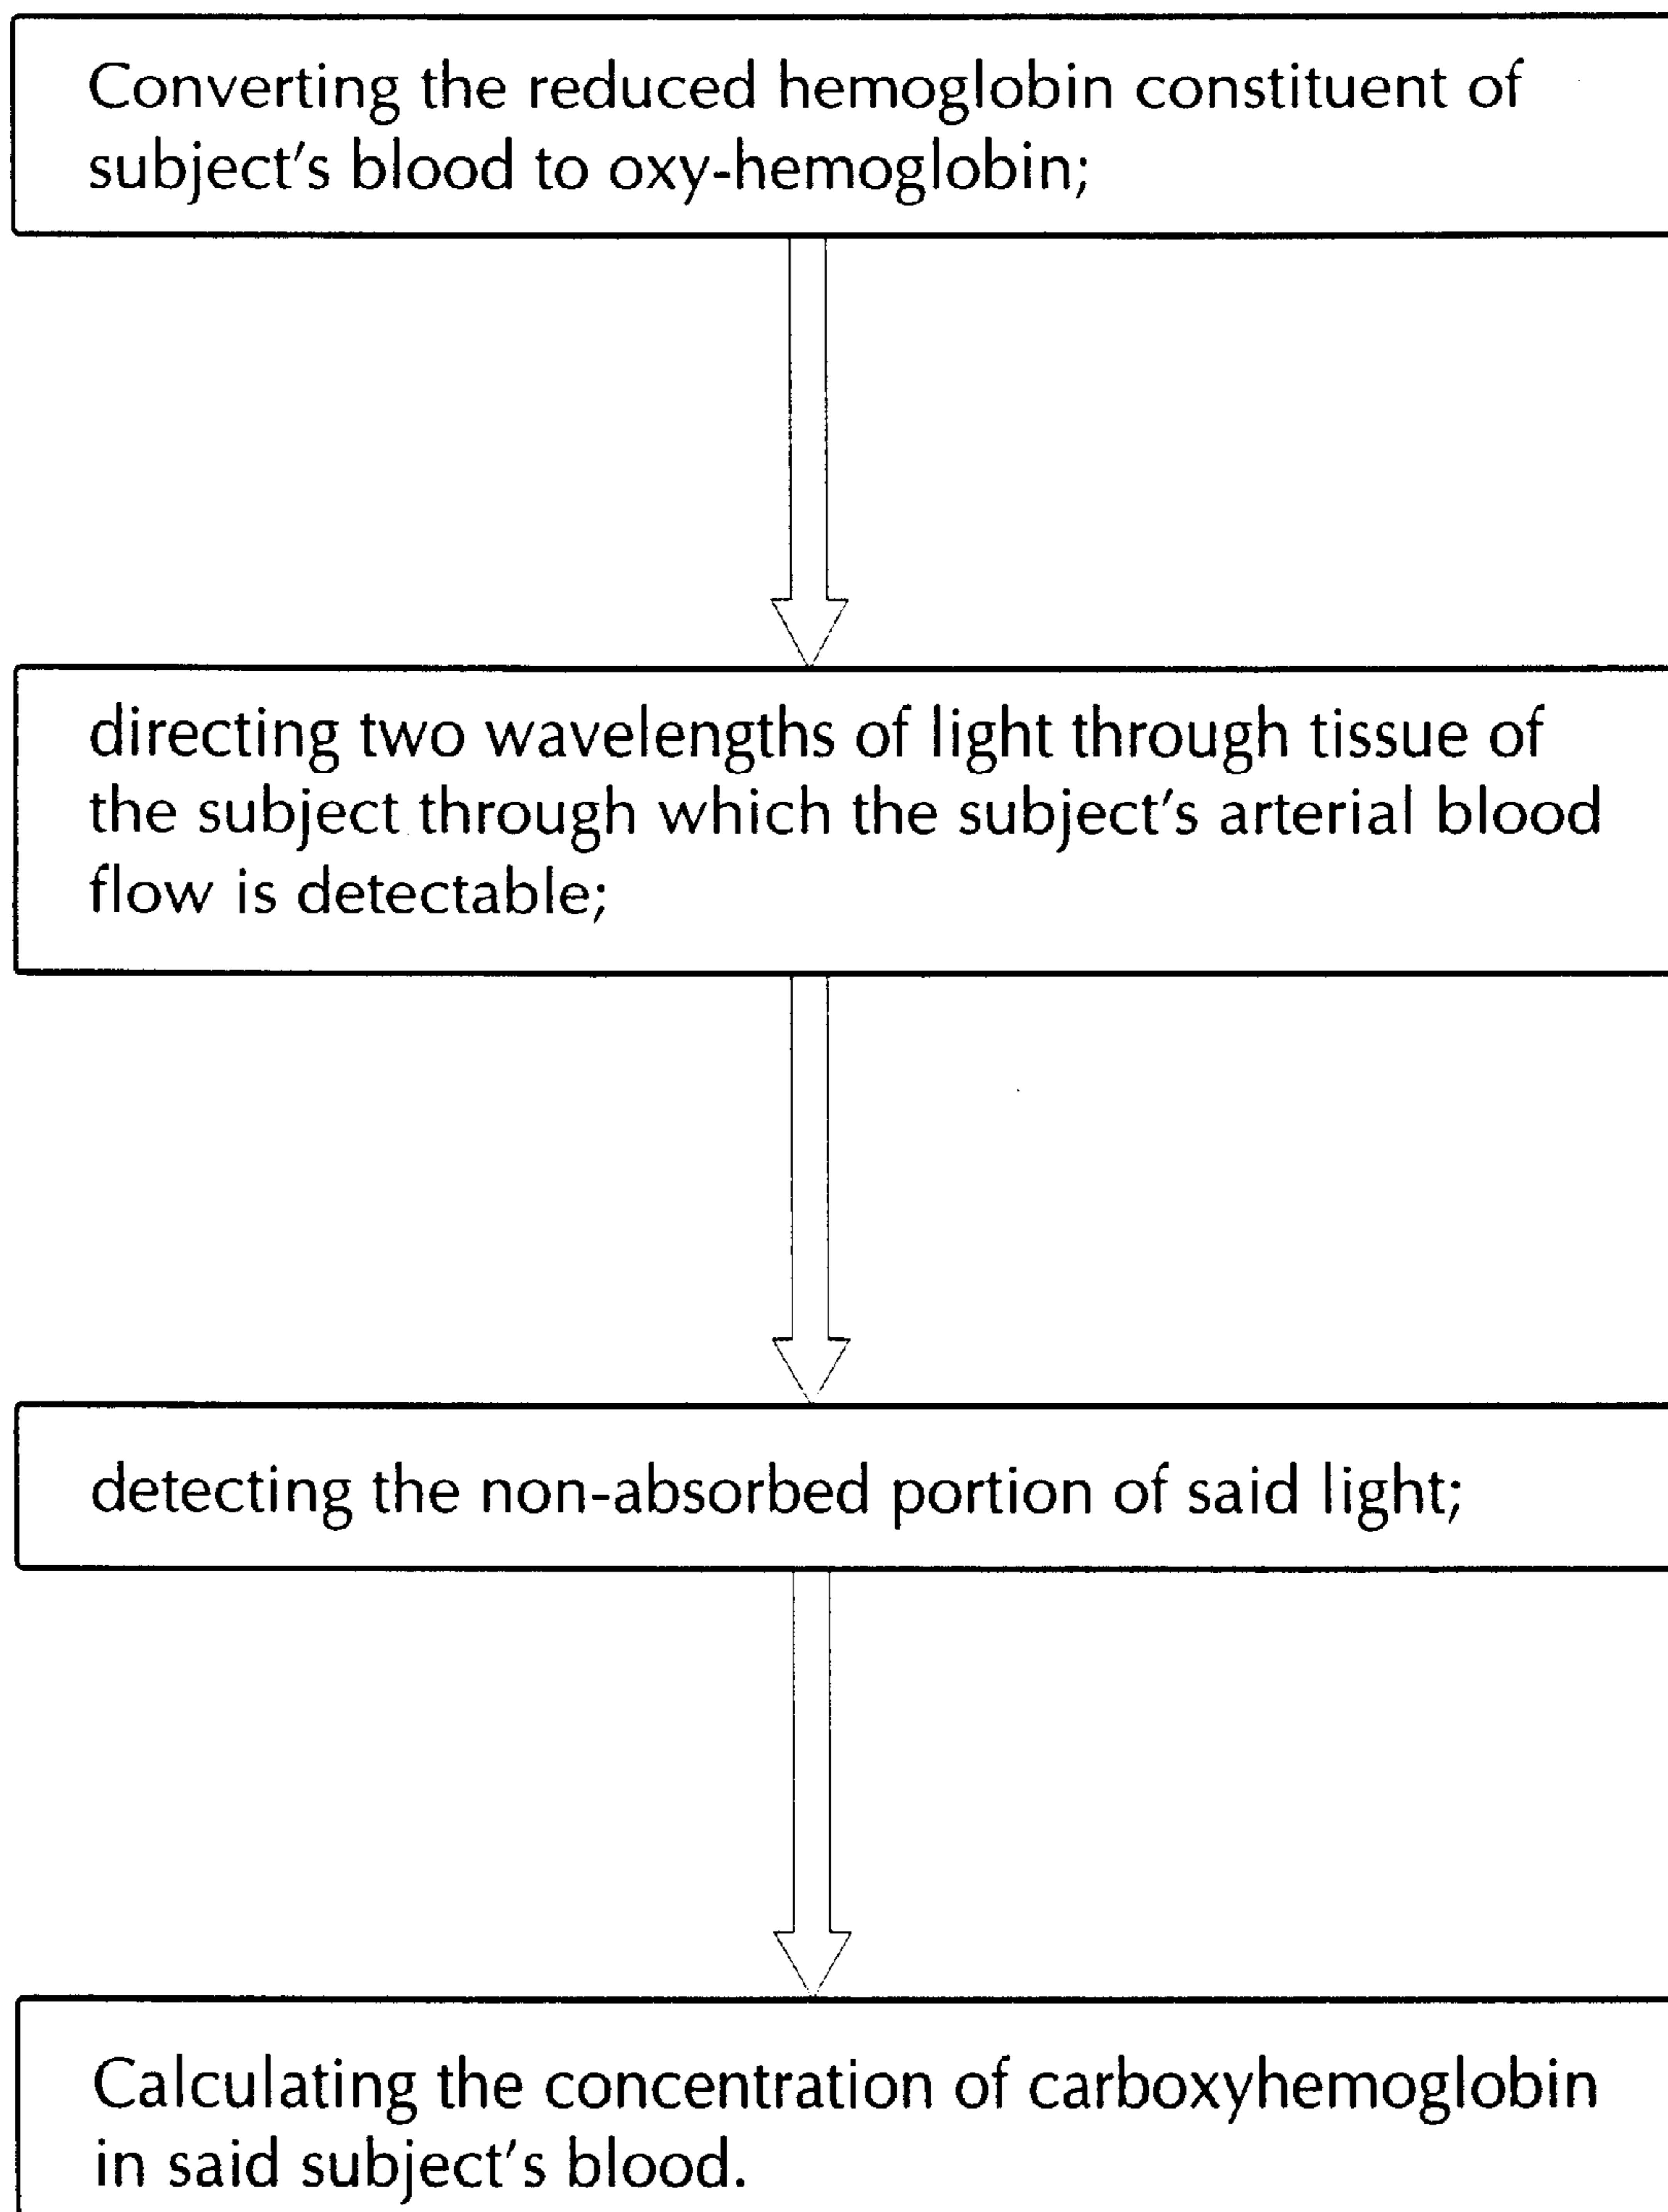 Converting the reduced hemoglobin constituent of
subject's blood to oxy-hemoglobin;
directing two wavelengths of light through tissue of
the subject through which the subject's arterial blood
flow is detectable;
detecting the non-absorbed portion of said light;
Calculating the concentration of carboxyhemoglobin
in said subject's blood.